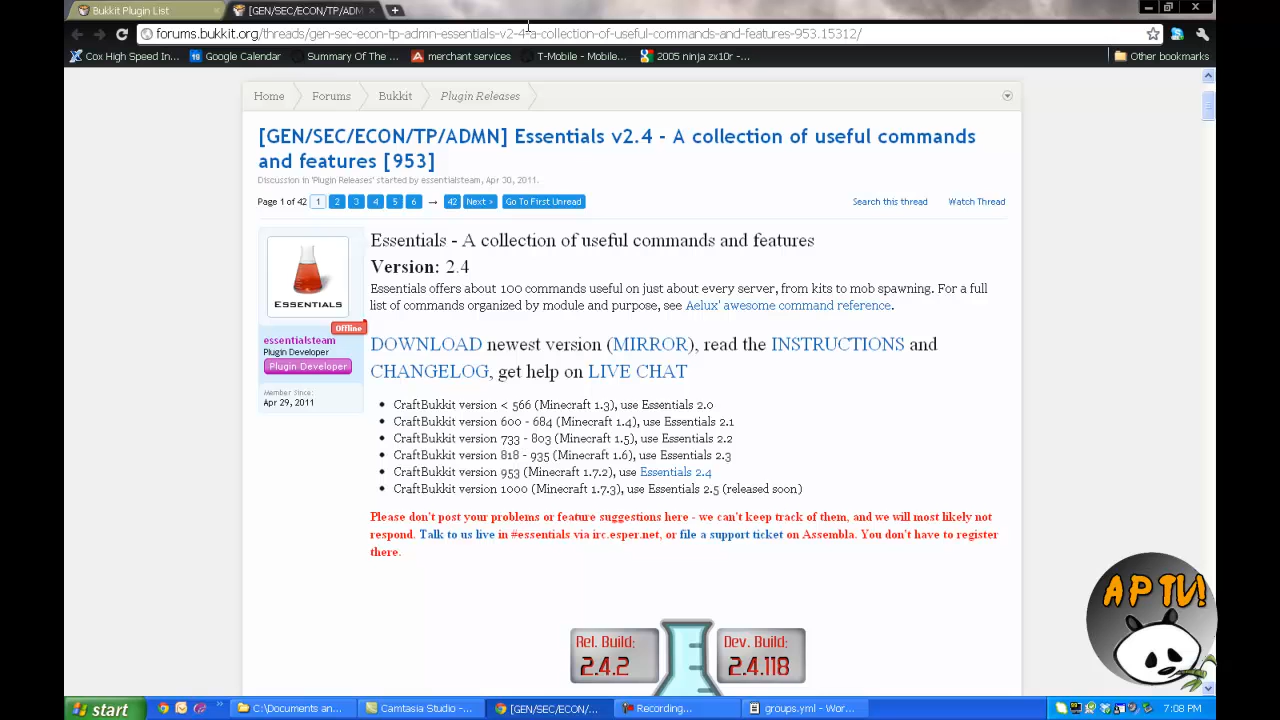 Bukkit Plugin List
[GEN/SEC/ECON/TP/ADM
forums.bukkit.org/threads/gen-sec-econ-tp-admn-essentials-v2-4-a-collection-of-useful-commands-and-features-953.15312/
Cox High Speed In...
Google Calendar
Summary Of The ...
merchant services
T-Mobile - Mobile...
2005 ninja zx10r -...
Other bookmarks
Home
Forums
Bukkit
Plugin Releases
[GEN/SEC/ECON/TP/ADMN] Essentials v2.4 - A collection of useful commands
and features [953]
Discussion in 'Plugin Releases' started by essentialsteam, Apr 30, 2011.
Page 1 of 42 1 2 3 4 5 6 → 42 Next > Go To First Unread
Search this thread
Watch Thread
ESSENTIALS
Offline
essentialsteam
Plugin Developer
Plugin Developer
Member Since:
Apr 29, 2011
Essentials - A collection of useful commands and features
Version: 2.4
Essentials offers about 100 commands useful on just about every server, from kits to mob spawning. For a full
list of commands organized by module and purpose, see Aelux' awesome command reference.
DOWNLOAD newest version (MIRROR), read the INSTRUCTIONS and
CHANGELOG, get help on LIVE CHAT
• CraftBukkit version < 566 (Minecraft 1.3), use Essentials 2.0
• CraftBukkit version 600 - 684 (Minecraft 1.4), use Essentials 2.1
• CraftBukkit version 733 - 803 (Minecraft 1.5), use Essentials 2.2
• CraftBukkit version 818 - 935 (Minecraft 1.6), use Essentials 2.3
• CraftBukkit version 953 (Minecraft 1.7.2), use Essentials 2.4
• CraftBukkit version 1000 (Minecraft 1.7.3), use Essentials 2.5 (released soon)
Please don't post your problems or feature suggestions here - we can't keep track of them, and we will most likely not
respond. Talk to us live in #essentials via irc.esper.net, or file a support ticket on Assembla. You don't have to register
there.
Rel. Build:
2.4.2
Dev. Build:
2.4.118
APTV!
start
C:\Documents an...
Camtasia Studio -...
[GEN/SEC/ECON/...
Recording...
groups.yml - Wor...
7:08 PM